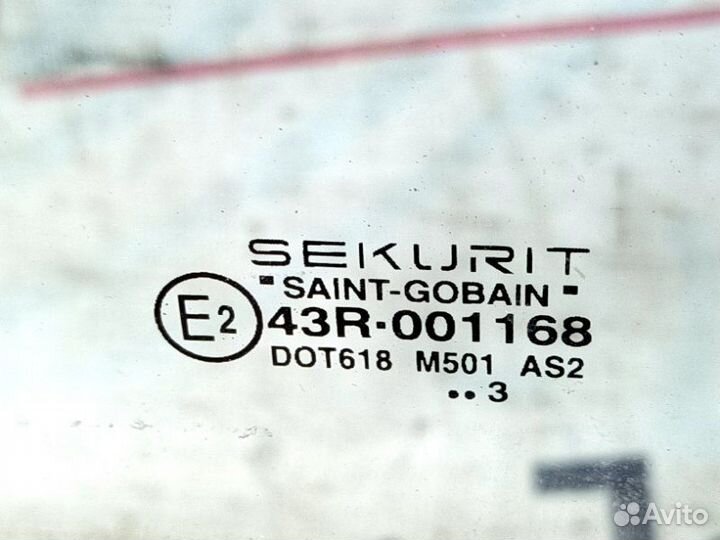 SEKURIT
"SAINT-GOBAIN"
E2 43R·001168
DOT618 M501 AS2
•• 3
Avito